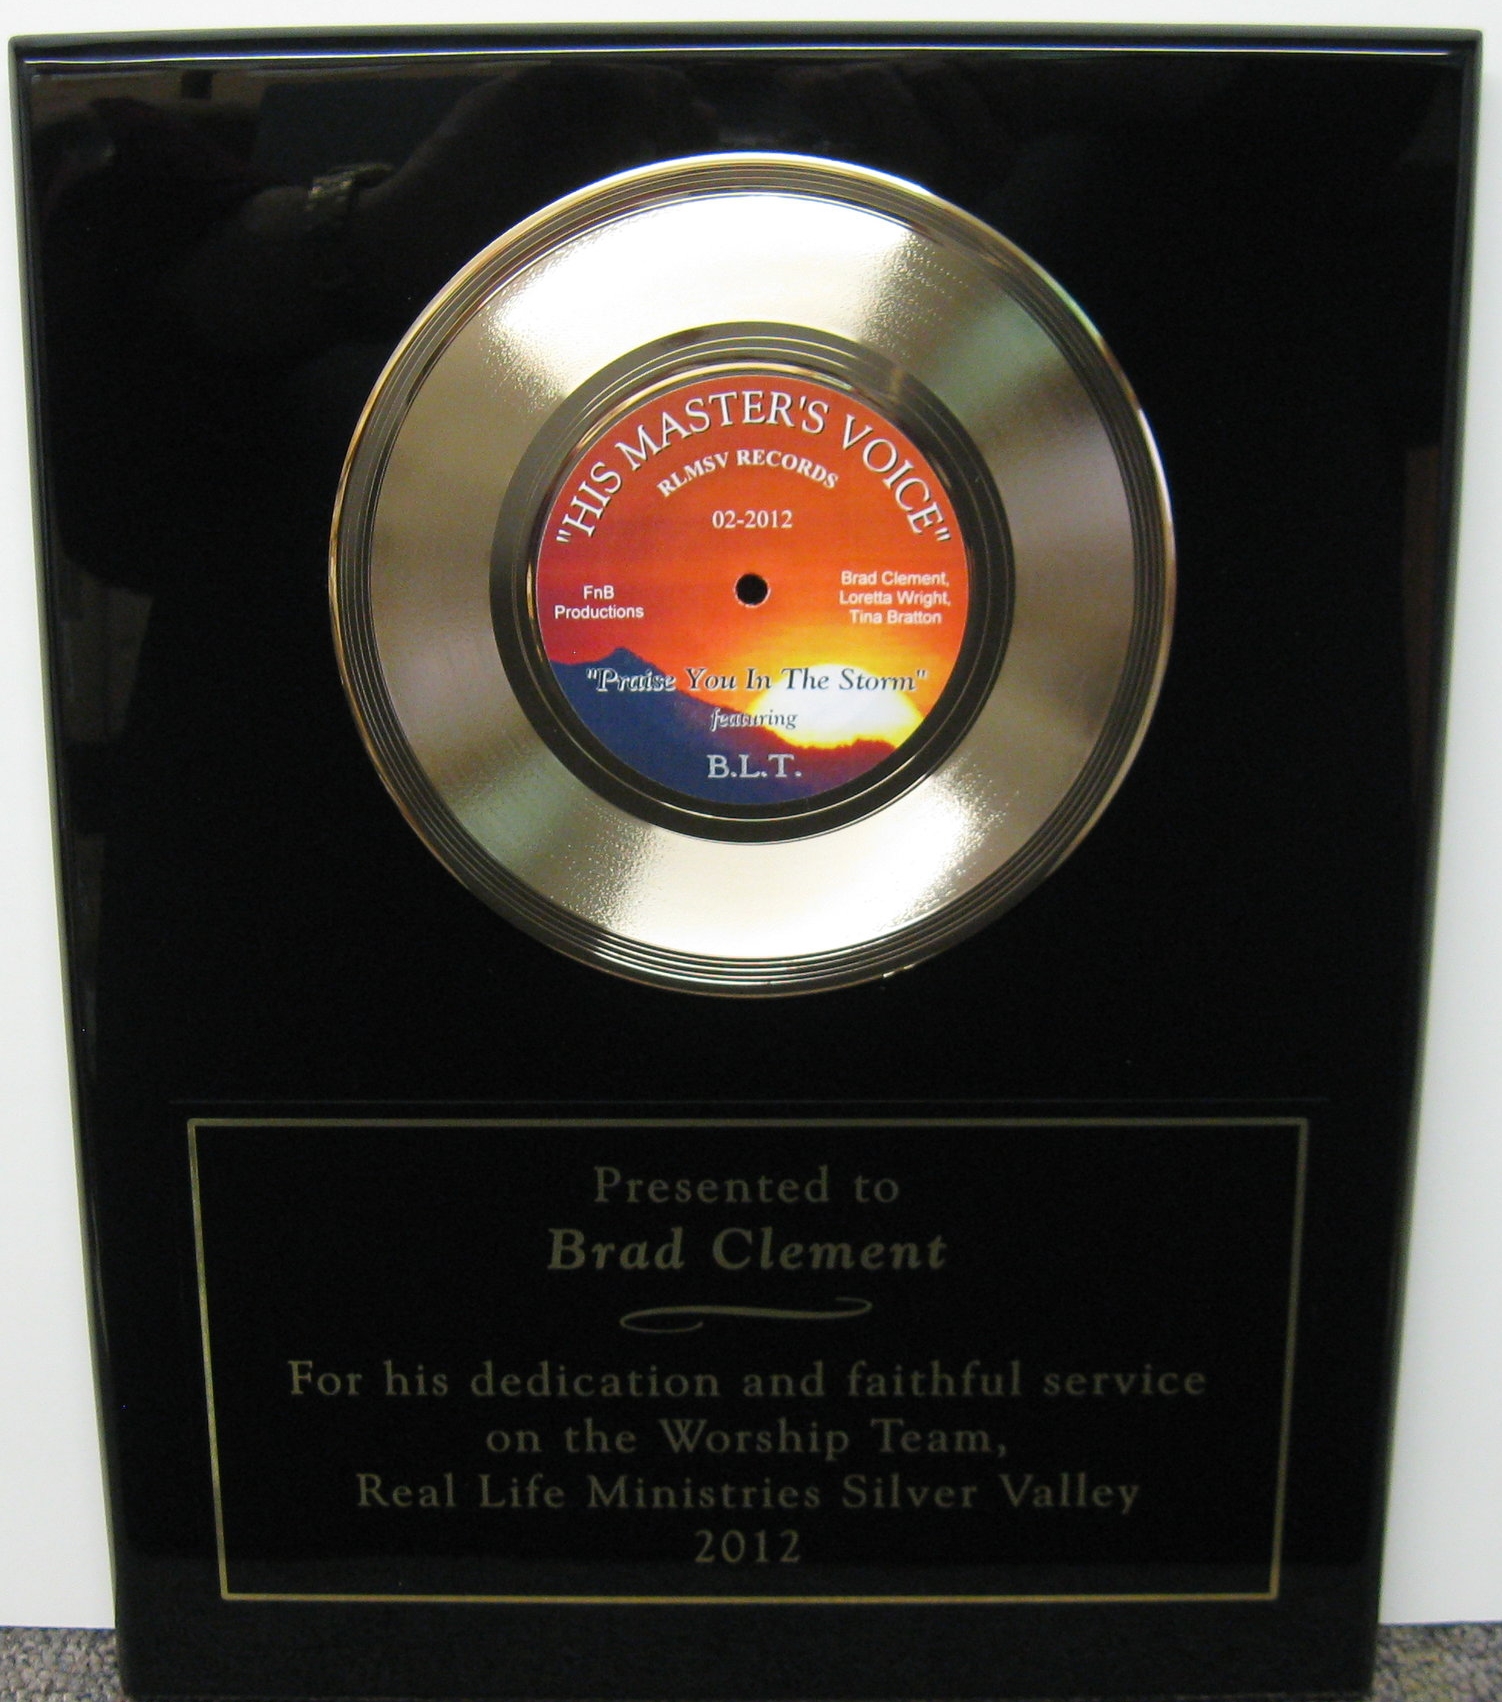 "HIS MASTER'S VOICE"
RLMSV RECORDS
02-2012
FnB
Productions
Brad Clement,
Loretta Wright,
Tina Bratton
"Praise You In The Storm"
featuring
B.L.T.
Presented to
Brad Clement
For his dedication and faithful service
on the Worship Team,
Real Life Ministries Silver Valley
2012